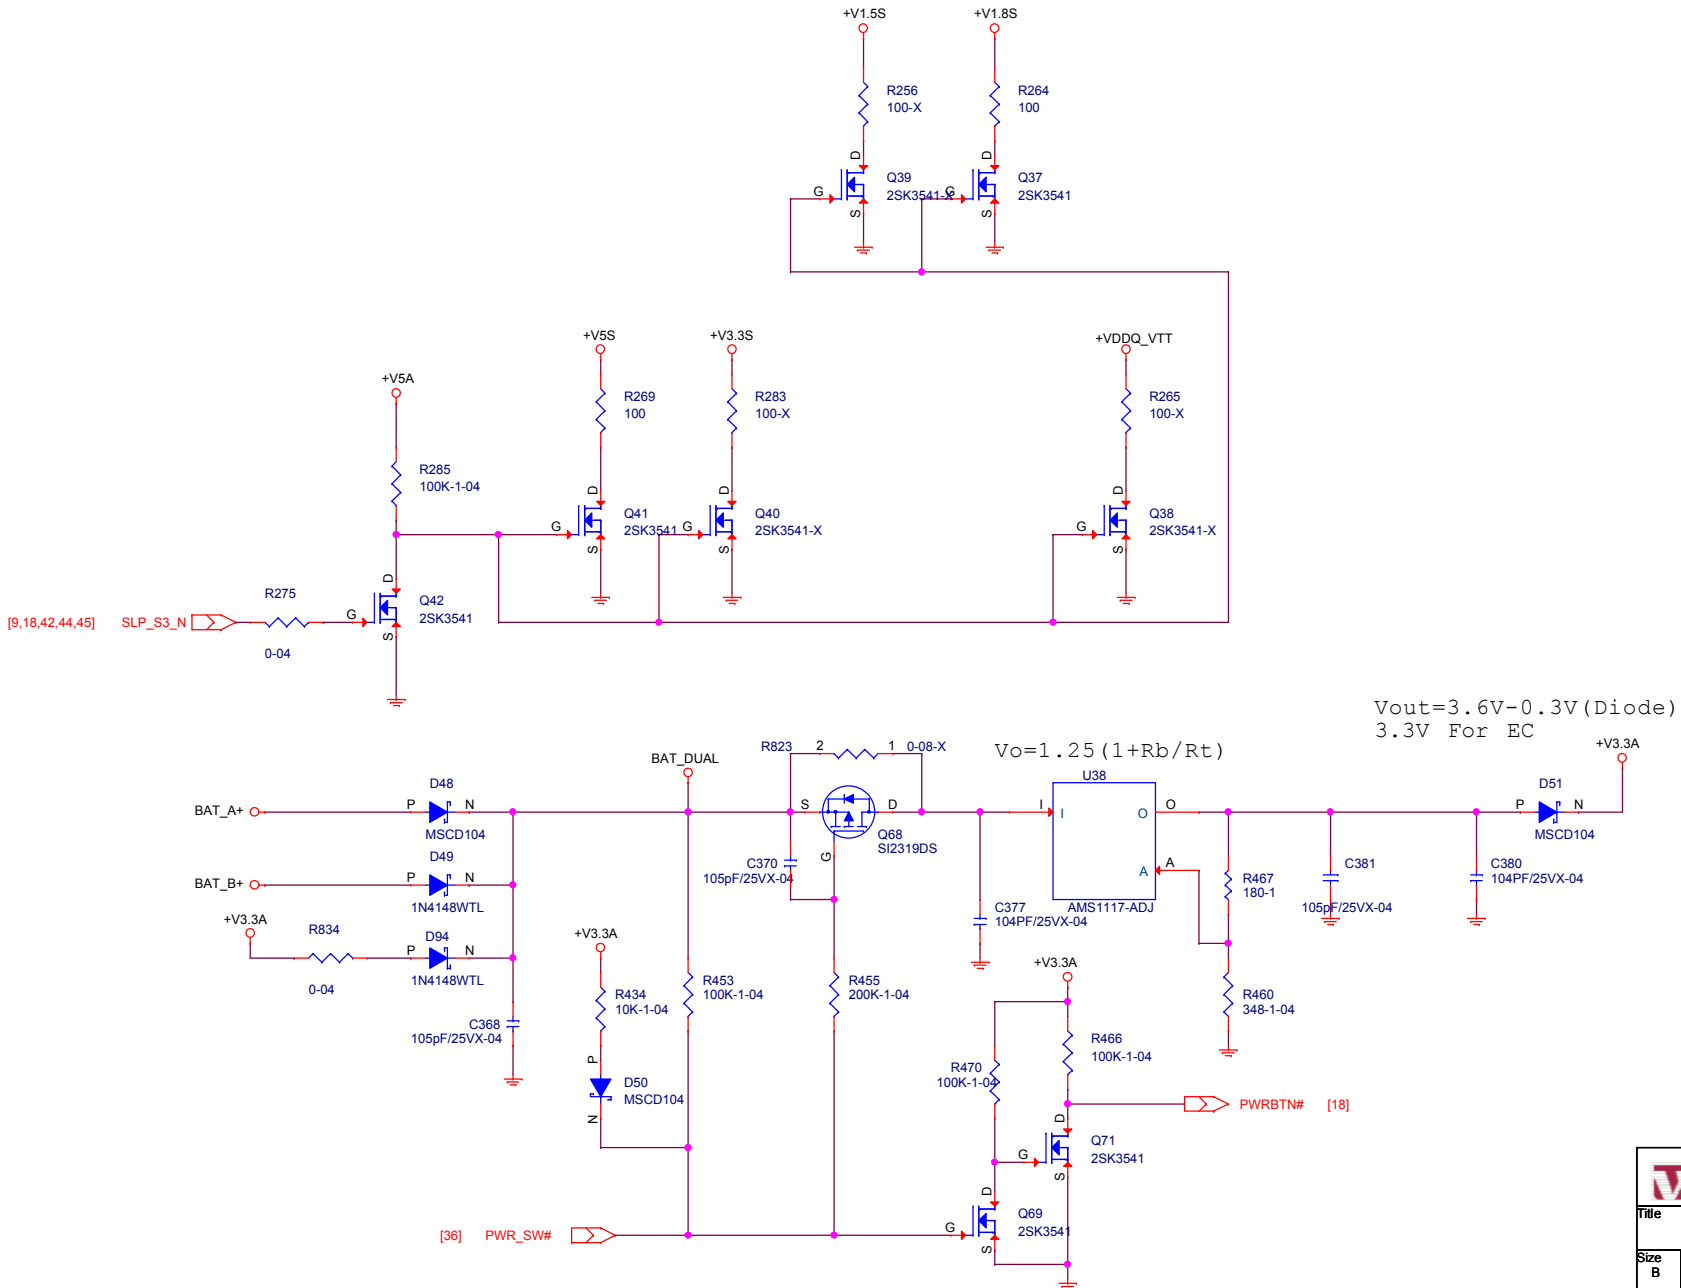 +V1.5S
+V1.8S
R256
100-X
R264
100
D
D
G
Q39
2SK3541-X
G
Q37
2SK3541
S
S
+V5S
+V3.3S
+VDDQ_VTT
+V5A
R269
100
R283
100-X
R265
100-X
R285
100K-1-04
D
D
D
G
Q41
2SK3541
G
Q40
2SK3541-X
G
Q38
2SK3541-X
S
S
S
D
R275
G
Q42
2SK3541
[9,18,42,44,45]
SLP_S3_N
S
0-04
Vout=3.6V-0.3V(Diode)
3.3V For EC
R823
2
1
0-08-X
Vo=1.25(1+Rb/Rt)
+V3.3A
BAT_DUAL
U38
D48
D51
BAT_A+
P
N
S
D
I
I
O
O
P
N
MSCD104
Q68
SI2319DS
MSCD104
D49
G
C370
105pF/25VX-04
A
A
C381
C380
104PF/25VX-04
BAT_B+
P
N
R467
180-1
1N4148WTL
C377
104PF/25VX-04
AMS1117-ADJ
105pF/25VX-04
+V3.3A
R834
D94
+V3.3A
P
N
+V3.3A
0-04
1N4148WTL
R434
10K-1-04
R453
100K-1-04
R455
200K-1-04
R460
348-1-04
C368
105pF/25VX-04
R466
100K-1-04
P
R470
100K-1-04
D50
MSCD104
N
PWRBTN#
[18]
D
Q71
2SK3541
G
S
D
Q69
2SK3541
G
[36]
PWR_SW#
S
Title
Size
B